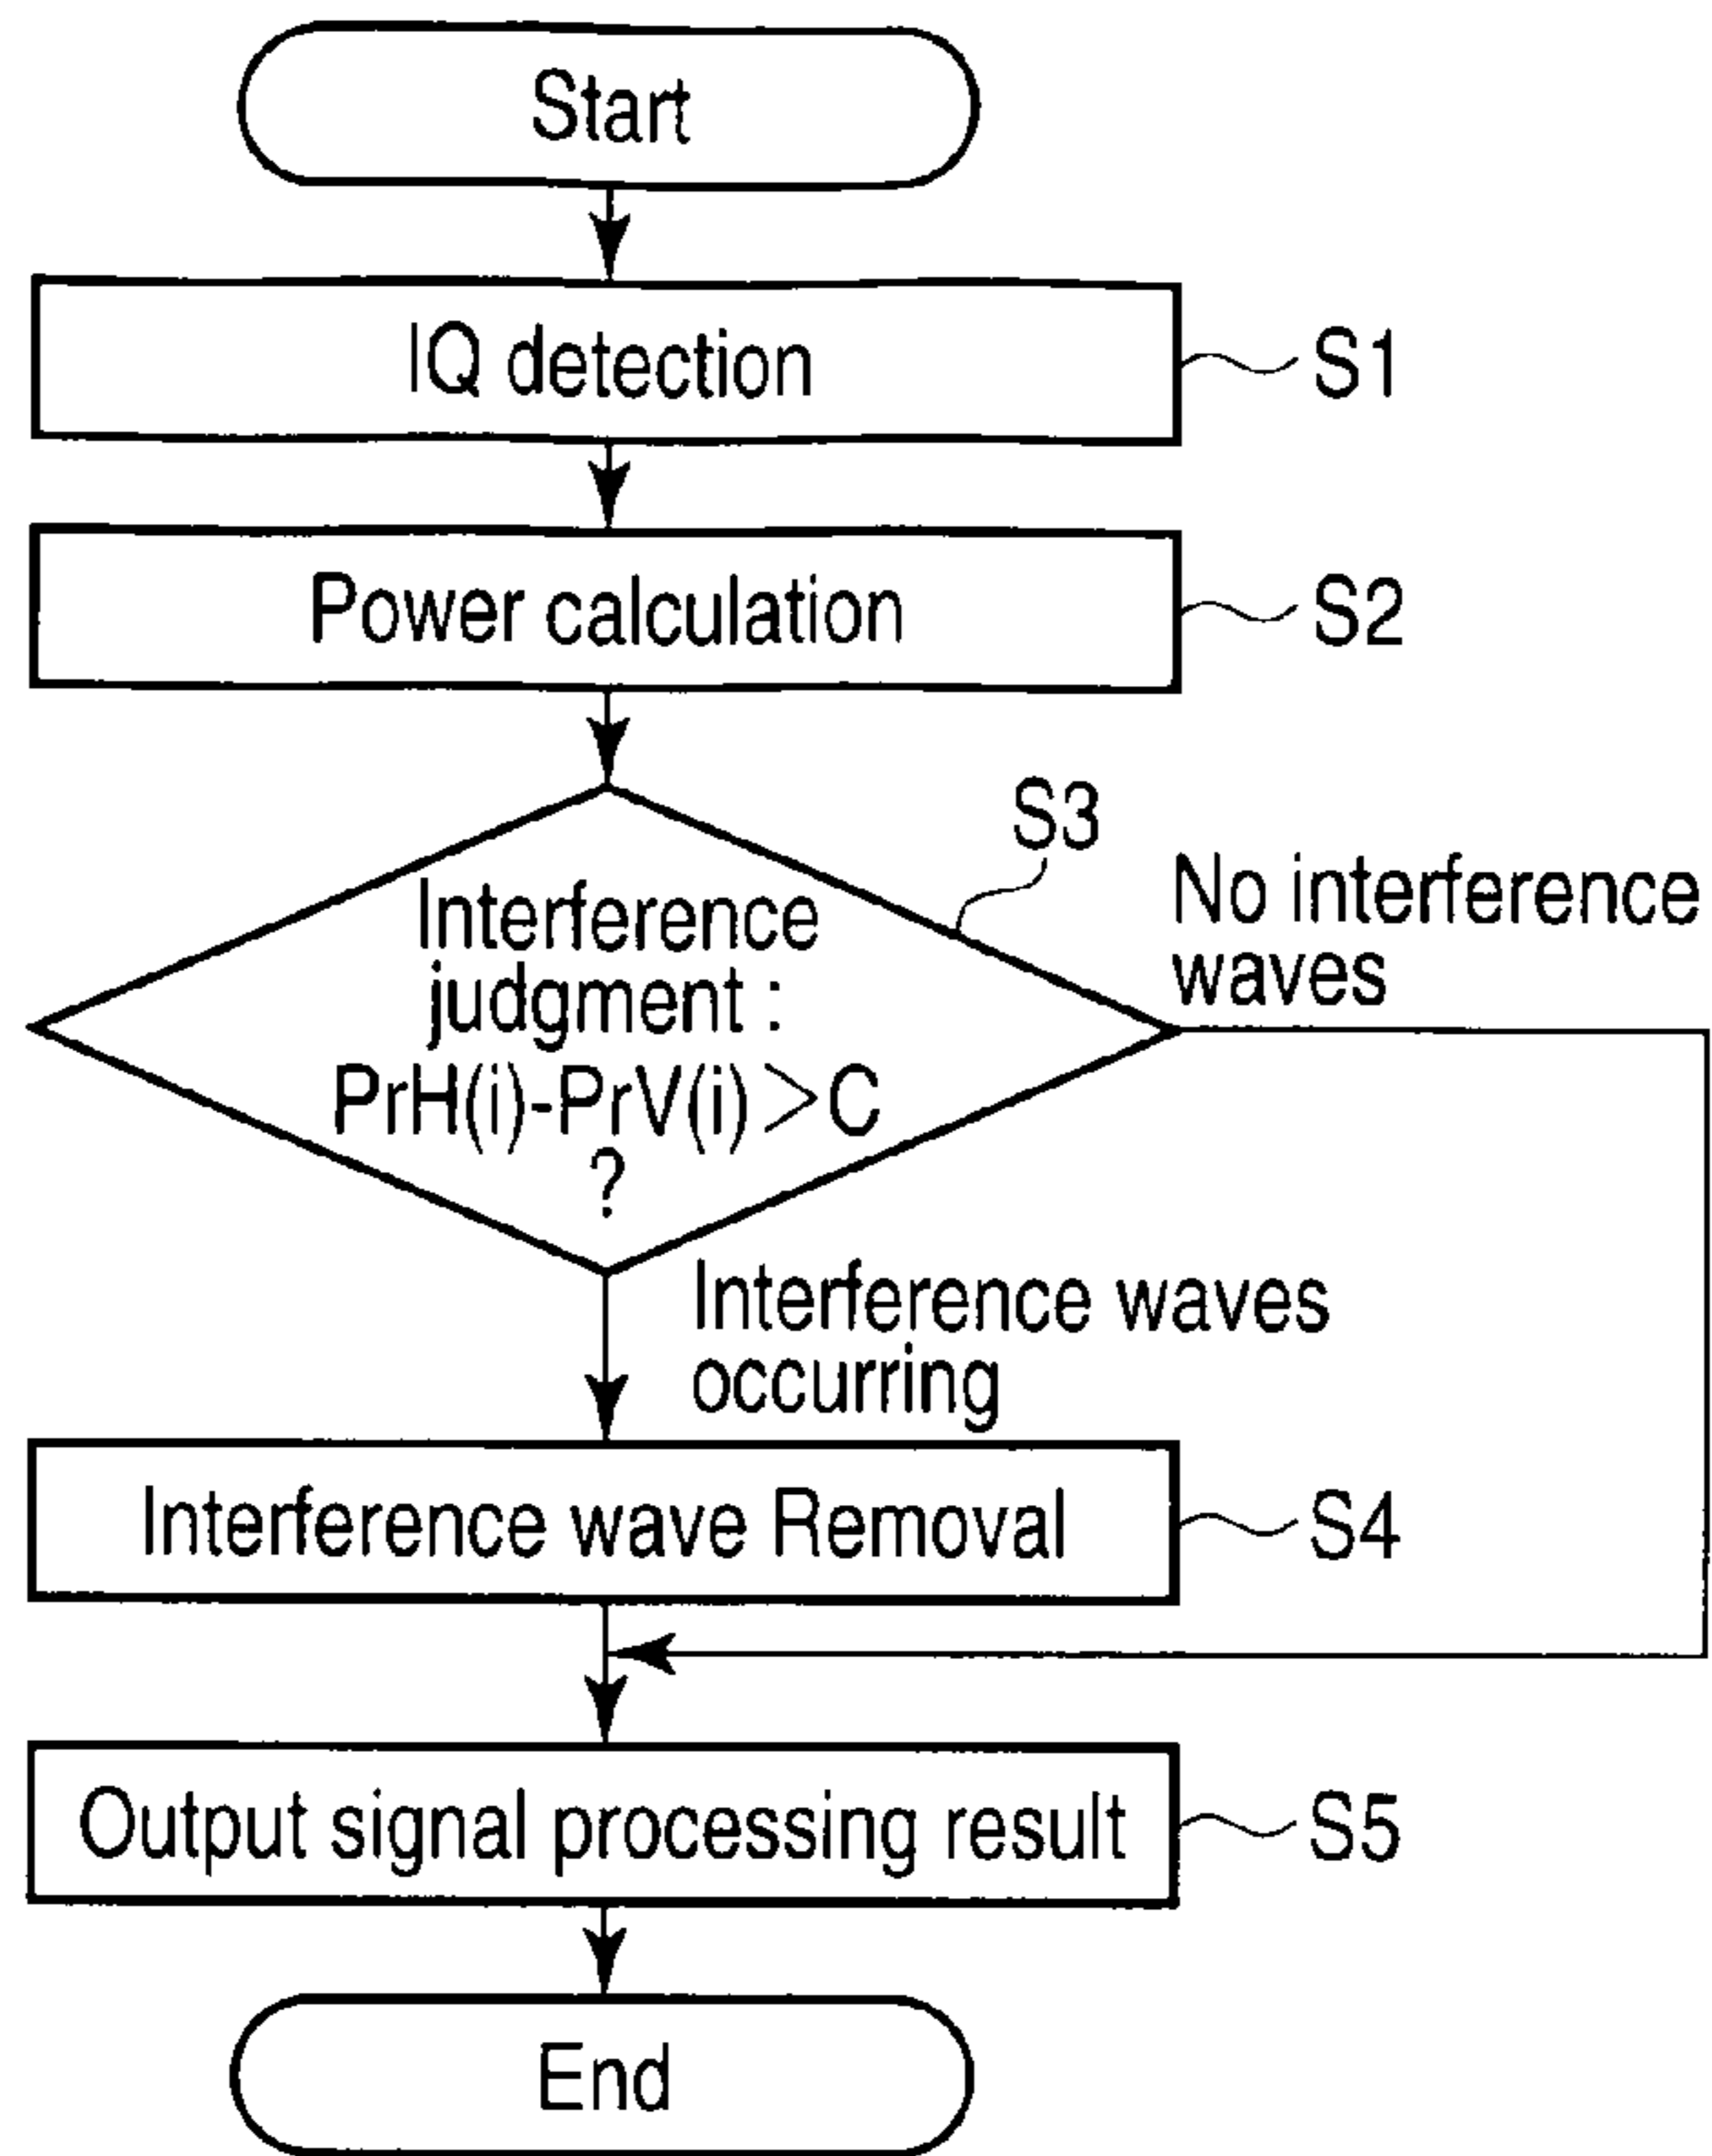 Start
IQ detection
S1
Power calculation
S2
S3
Interference
judgment :
PrH(i)-PrV(i)>C
?
No interference
waves
Interference waves
occurring
Interference wave Removal
S4
Output signal processing result
S5
End